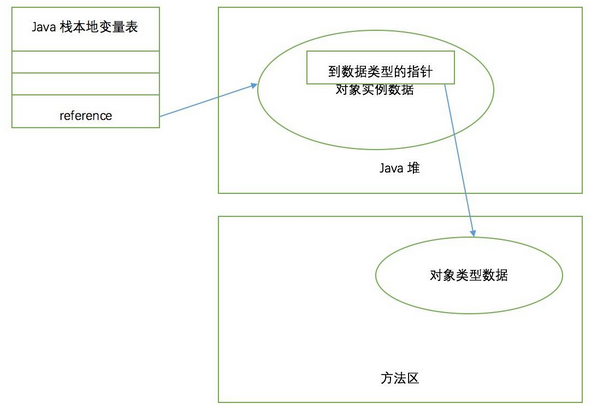 Java 栈本地变量表
reference
到数据类型的指针
对象实例数据
Java 堆
对象类型数据
方法区